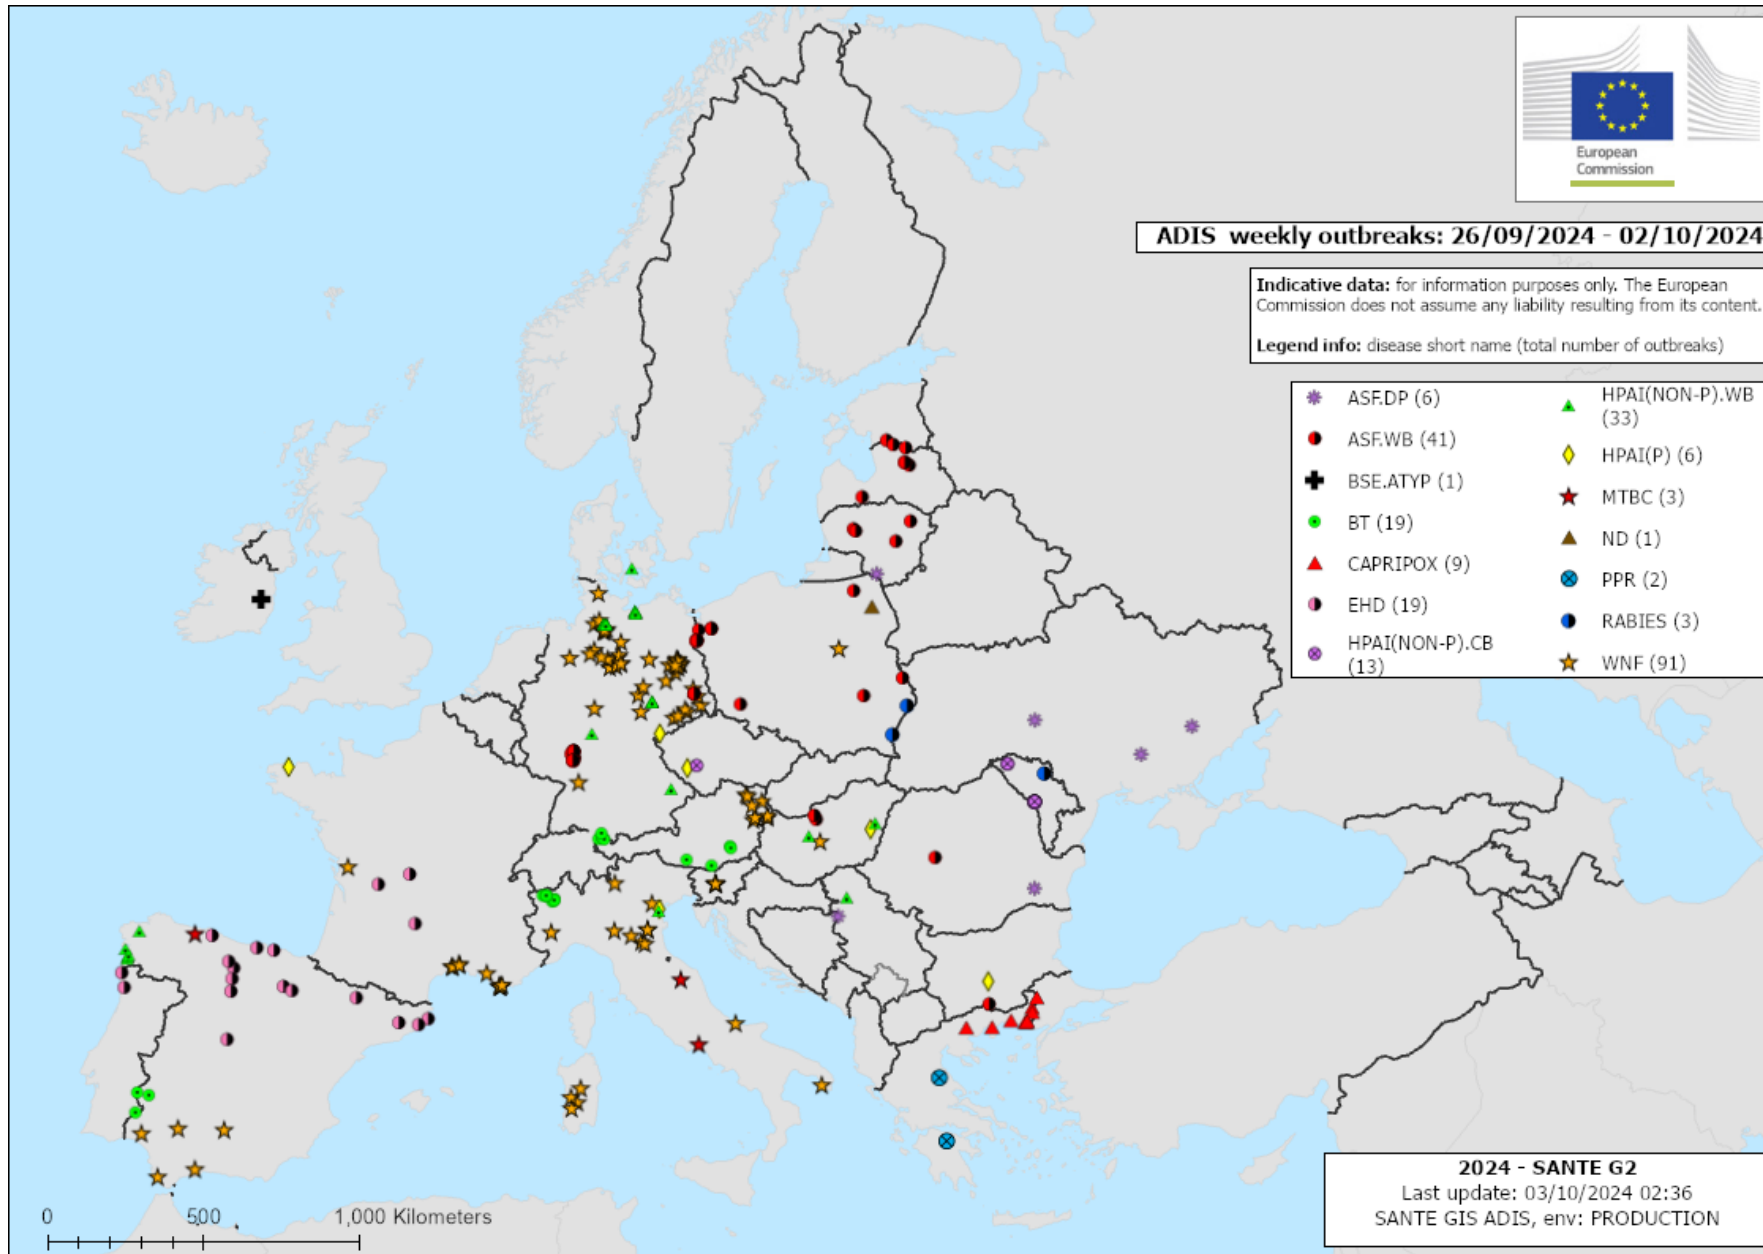 European
Commission
ADIS weekly outbreaks: 26/09/2024 - 02/10/2024
Indicative data: for information purposes only. The European
Commission does not assume any liability resulting from its content.
Legend info: disease short name (total number of outbreaks)
ASF.DP (6)
ASF.WB (41)
BSE.ATYP (1)
BT (19)
CAPRIPOX (9)
EHD (19)
HPAI(NON-P).CB
(13)
HPAI(NON-P).WB
(33)
HPAI(P) (6)
MTBC (3)
ND (1)
PPR (2)
RABIES (3)
WNF (91)
2024 - SANTE G2
Last update: 03/10/2024 02:36
SANTE GIS ADIS, env: PRODUCTION
0 500 1,000 Kilometers